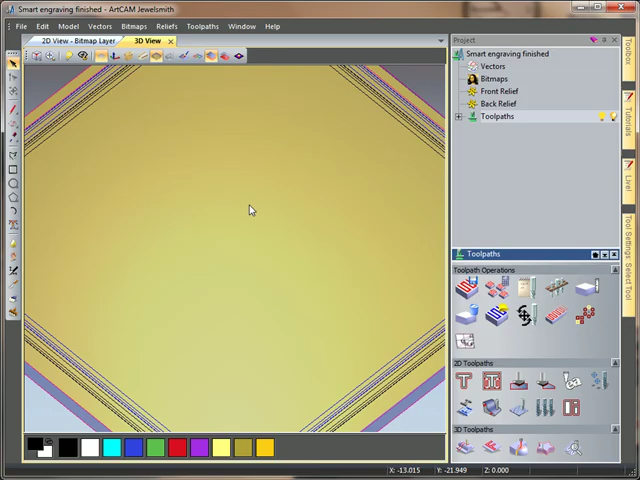 Smart engraving finished - ArtCAM Jewelsmith
File Edit Model Vectors Bitmaps Reliefs Toolpaths Window Help
2D View - Bitmap Layer
3D View
Project
Smart engraving finished
Vectors
Bitmaps
Front Relief
Back Relief
Toolpaths
Toolbox
Tutorials
Live!
Tool Settings: Select Tool
Toolpaths
Toolpath Operations
2D Toolpaths
3D Toolpaths
X: -13.015 Y: -21.949 Z: 0.000